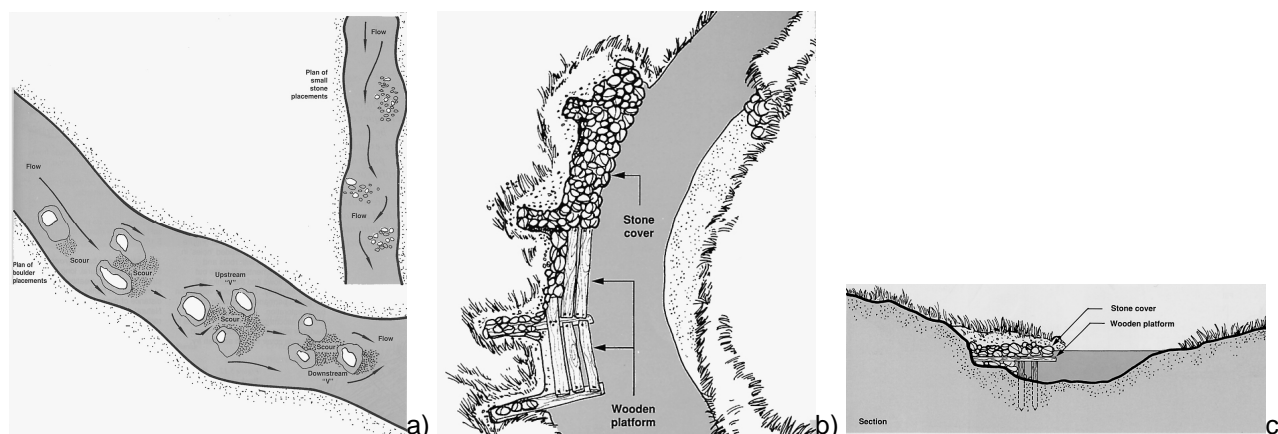 Flow
Plan of
small
stone
placements
Flow
Flow
Scour
Plan of
boulder
placements
Scour
Upstream
"V"
Scour
Scour
Flow
Downstream
"V"
a)
Stone
cover
Wooden
platform
b)
Stone cover
Wooden platform
Section
c